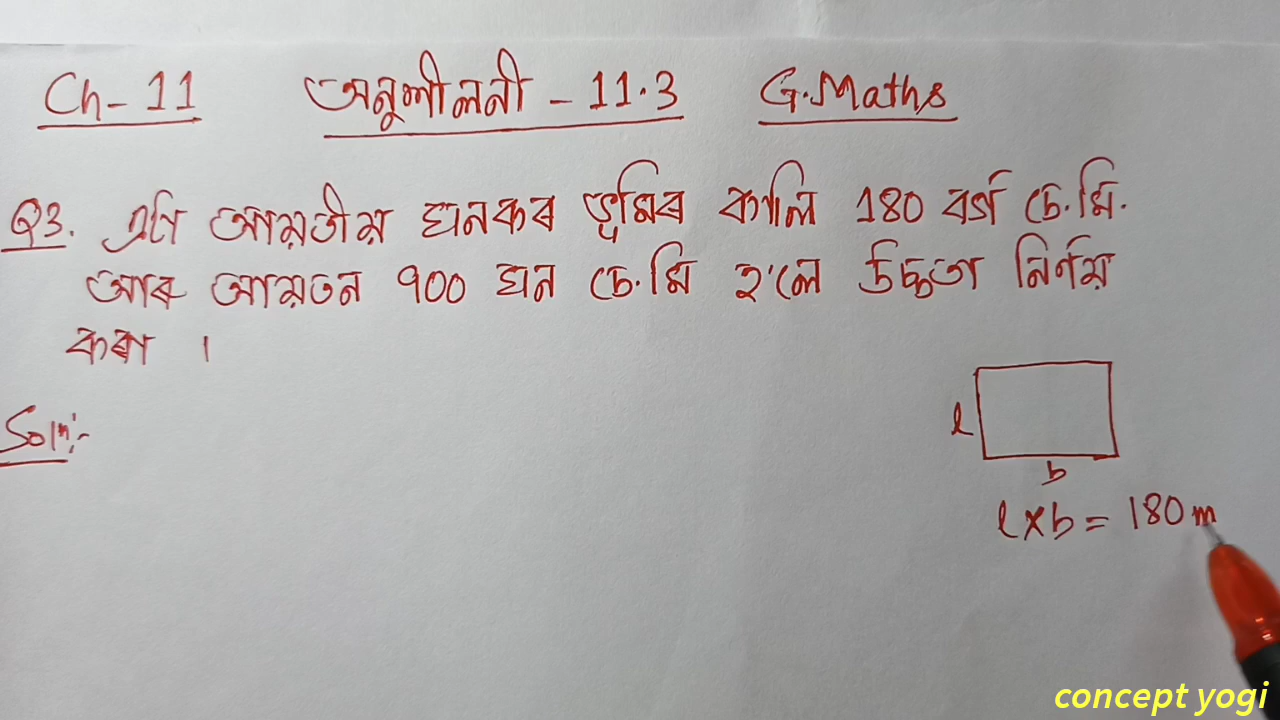 Ch- 11 অনুশীলনী - 11.3 G.Maths
Q3. এটা আয়তীয় ঘনকৰ ভূমিৰ কালি 180 বৰ্গ চে.মি.
আৰু আয়তন 900 ঘন চে.মি হ'লে উচ্চতা নিৰ্ণয়
কৰা ।
Soln:-
l
b
l×b = 180 m
concept yogi